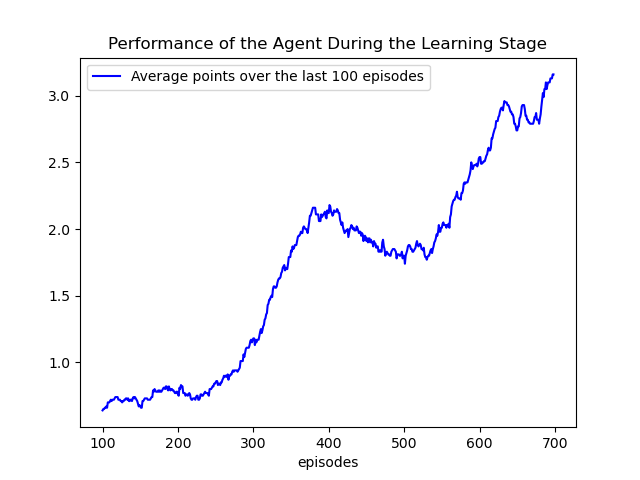 Performance of the Agent During the Learning Stage
Average points over the last 100 episodes
3.0
2.5
2.0
1.5
1.0
100 200 300 400 500 600 700
episodes